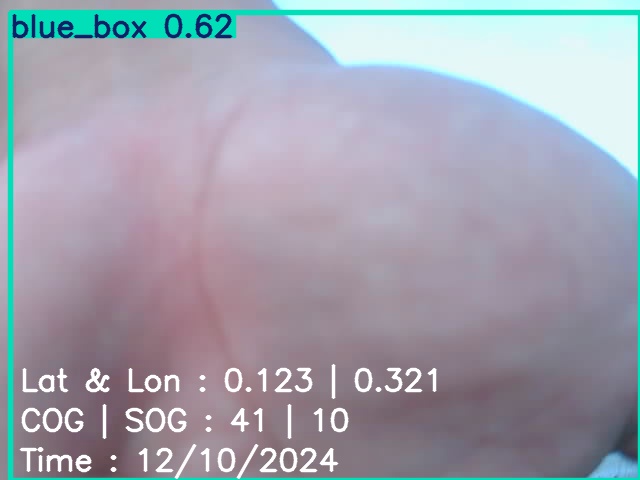 blue_box 0.62
Lat & Lon : 0.123 | 0.321
COG | SOG : 41 | 10
Time : 12/10/2024